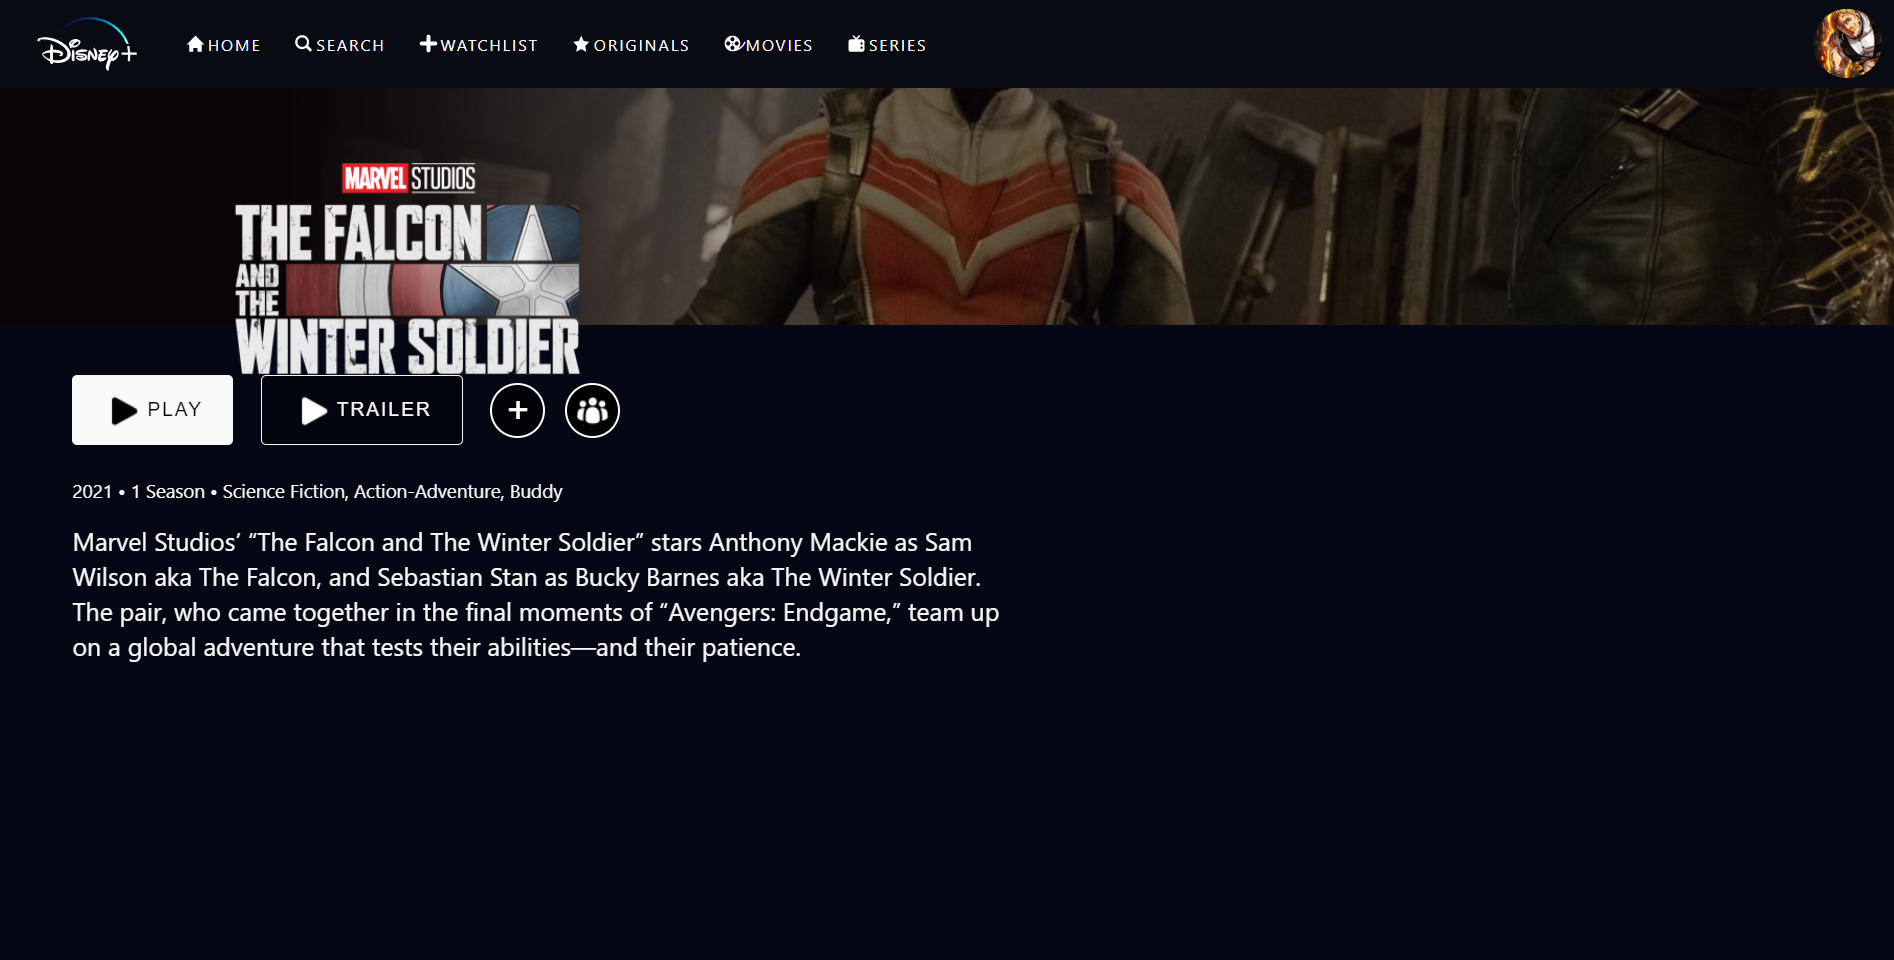 Disney+
HOME
SEARCH
WATCHLIST
ORIGINALS
MOVIES
SERIES
MARVEL STUDIOS
THE FALCON
AND
THE
WINTER SOLDIER
PLAY
TRAILER
2021 • 1 Season • Science Fiction, Action-Adventure, Buddy
Marvel Studios’ “The Falcon and The Winter Soldier” stars Anthony Mackie as Sam
Wilson aka The Falcon, and Sebastian Stan as Bucky Barnes aka The Winter Soldier.
The pair, who came together in the final moments of “Avengers: Endgame,” team up
on a global adventure that tests their abilities—and their patience.